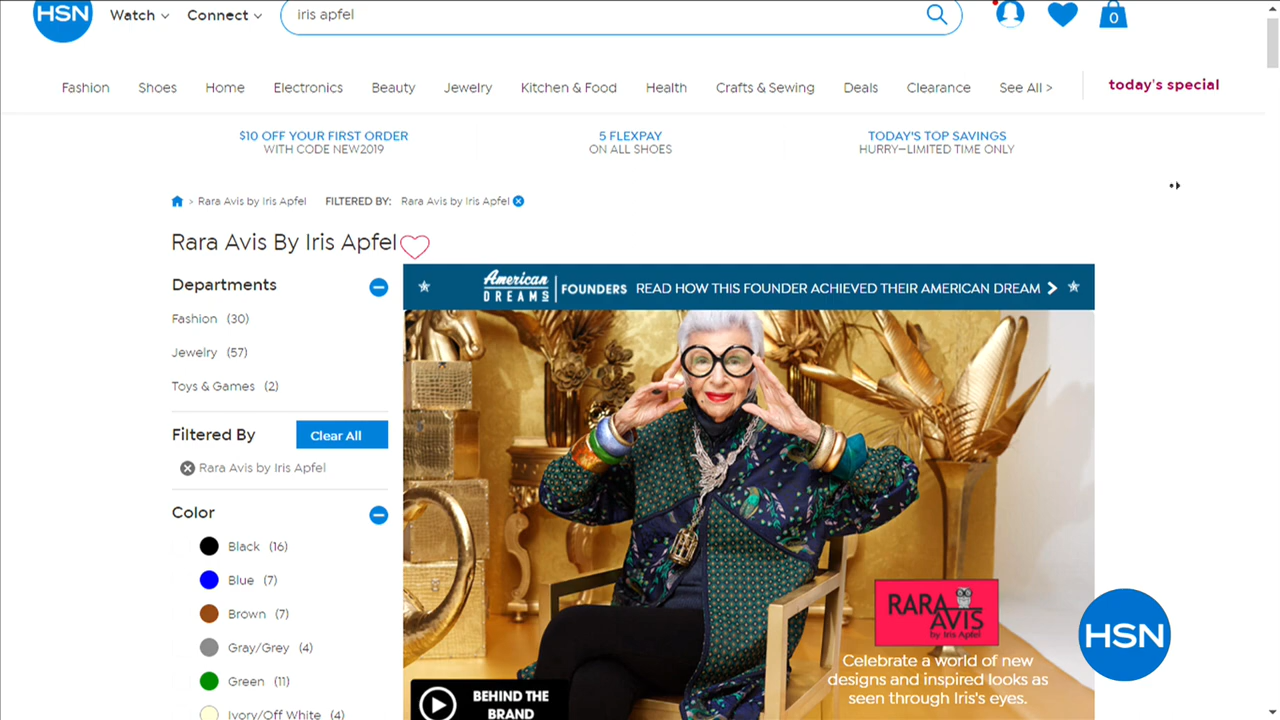 HSN
Watch
Connect
iris apfel
0
Fashion
Shoes
Home
Electronics
Beauty
Jewelry
Kitchen & Food
Health
Crafts & Sewing
Deals
Clearance
See All >
today's special
$10 OFF YOUR FIRST ORDER
WITH CODE NEW2019
5 FLEXPAY
ON ALL SHOES
TODAY'S TOP SAVINGS
HURRY–LIMITED TIME ONLY
> Rara Avis by Iris Apfel
FILTERED BY:
Rara Avis by Iris Apfel
Rara Avis By Iris Apfel
Departments
Fashion (30)
Jewelry (57)
Toys & Games (2)
Filtered By
Clear All
Rara Avis by Iris Apfel
Color
Black (16)
Blue (7)
Brown (7)
Gray/Grey (4)
Green (11)
Ivory/Off White (4)
American
DREAMS
FOUNDERS
READ HOW THIS FOUNDER ACHIEVED THEIR AMERICAN DREAM
RARA
AVIS
by Iris Apfel
Celebrate a world of new
designs and inspired looks as
seen through Iris's eyes.
BEHIND THE
BRAND
HSN